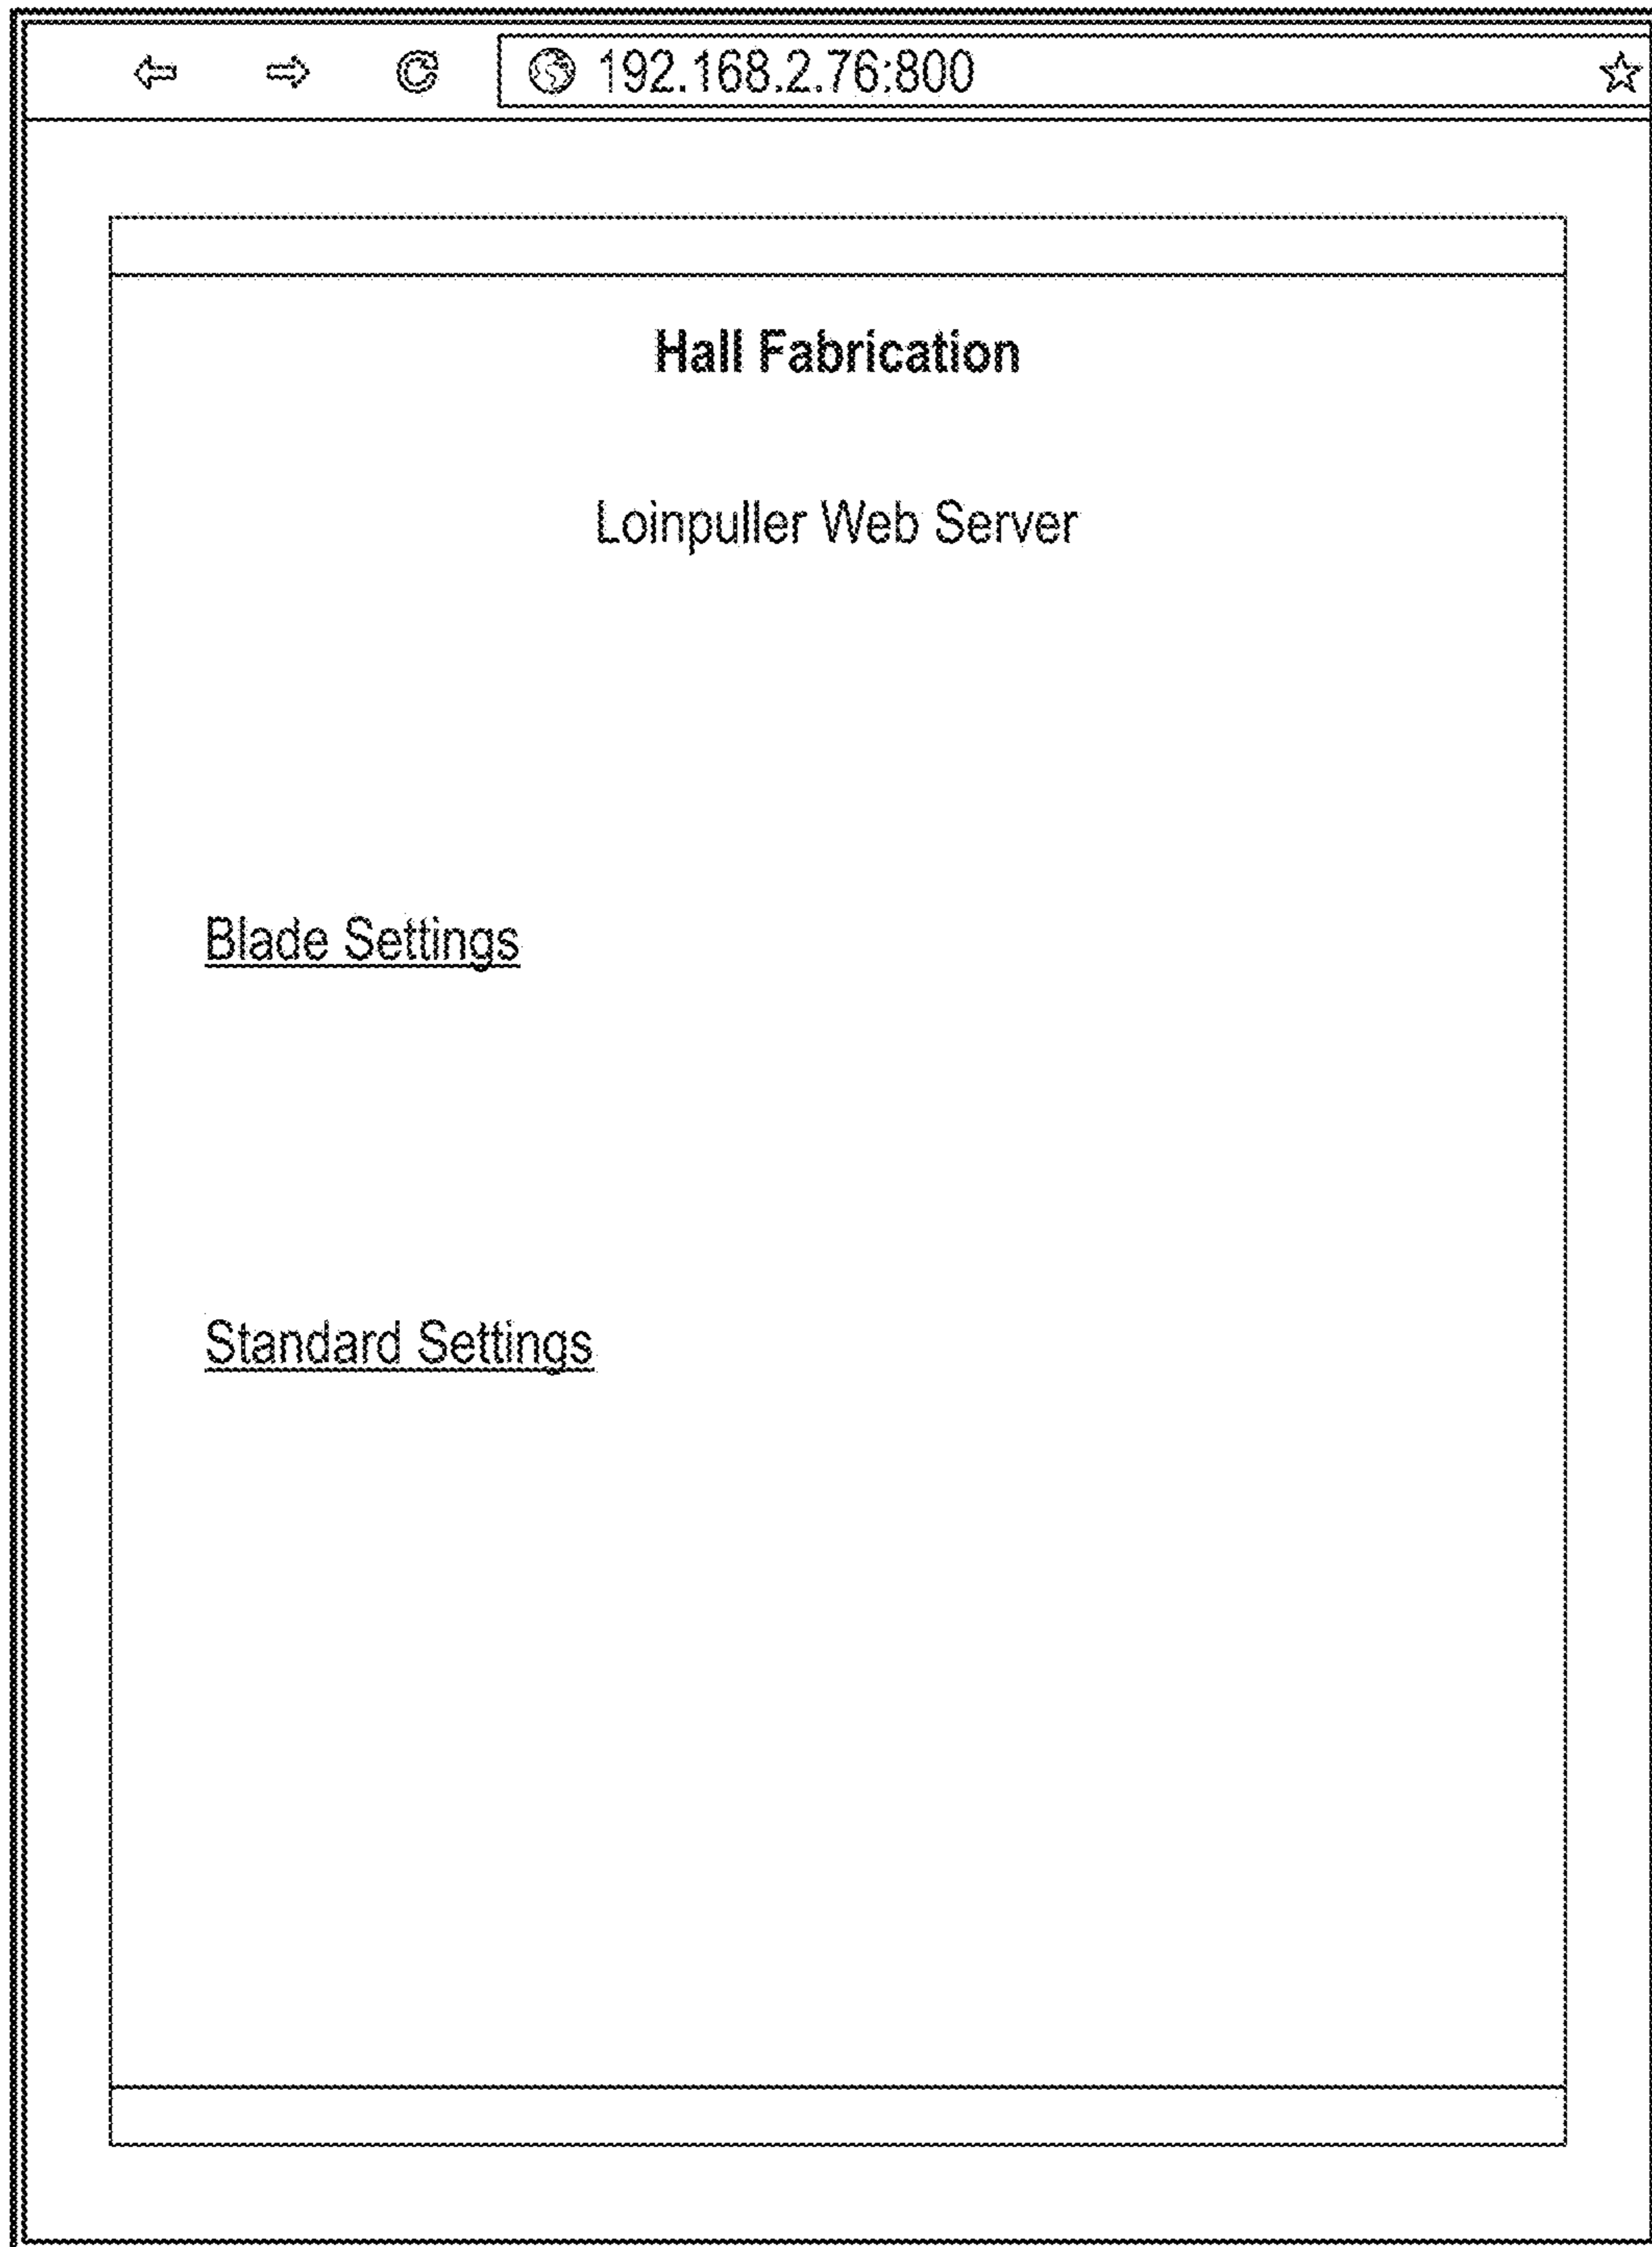 192.168.2.76:800
Hall Fabrication
Loinpuller Web Server
Blade Settings
Standard Settings